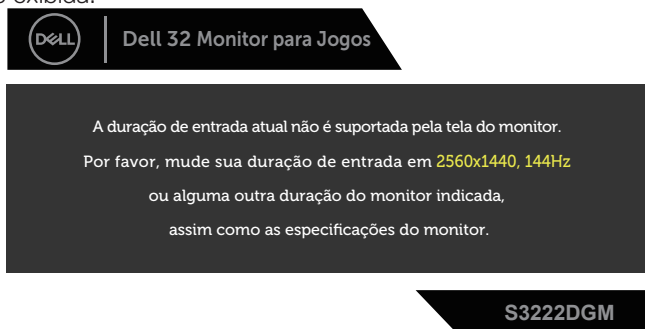 exibida.
DELL
Dell 32 Monitor para Jogos
A duração de entrada atual não é suportada pela tela do monitor.
Por favor, mude sua duração de entrada em 2560x1440, 144Hz
ou alguma outra duração do monitor indicada,
assim como as especificações do monitor.
S3222DGM